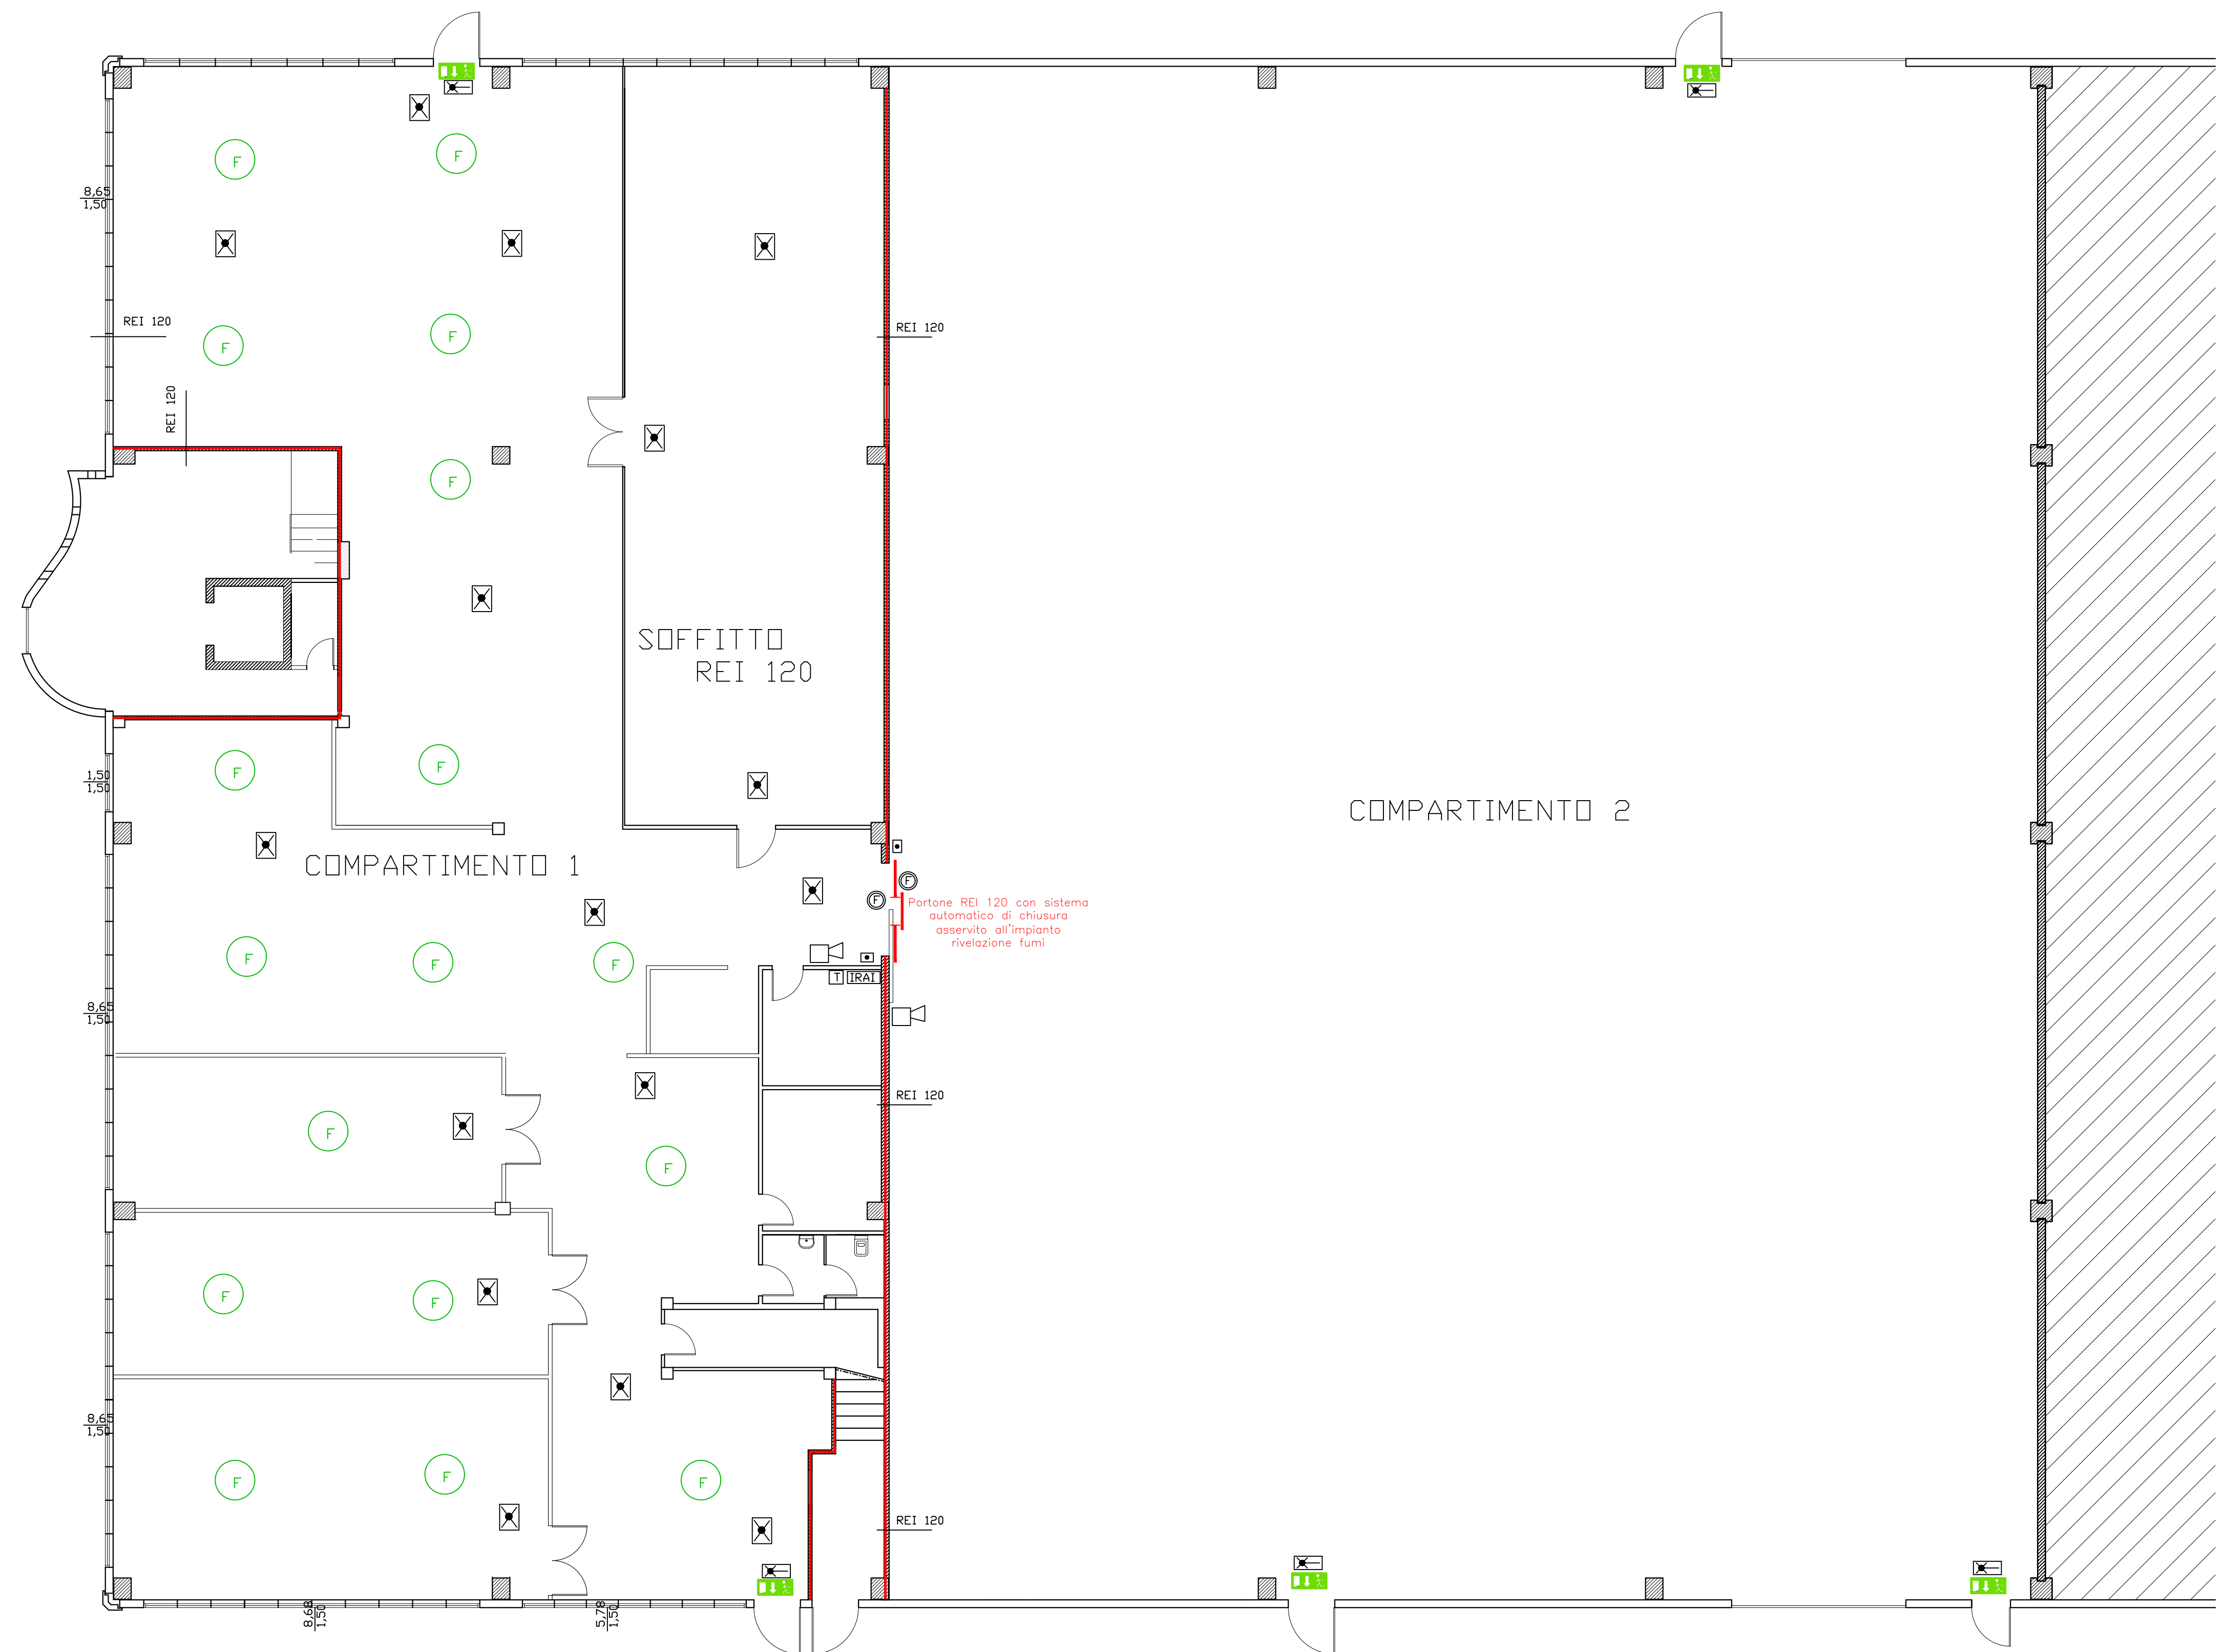 F
F
8,65
1,50
REI 120
REI 120
F
F
REI 120
F
SOFFITTO
REI 120
F
F
1,50
1,50
COMPARTIMENTO 2
COMPARTIMENTO 1
F
F
Portone REI 120 con sistema
automatico di chiusura
asservito all'impianto
rivelazione fumi
F
F
F
T IRAI
8,65
1,50
REI 120
F
F
F
F
8,65
1,50
F
F
F
REI 120
8,68
1,50
5,78
1,50